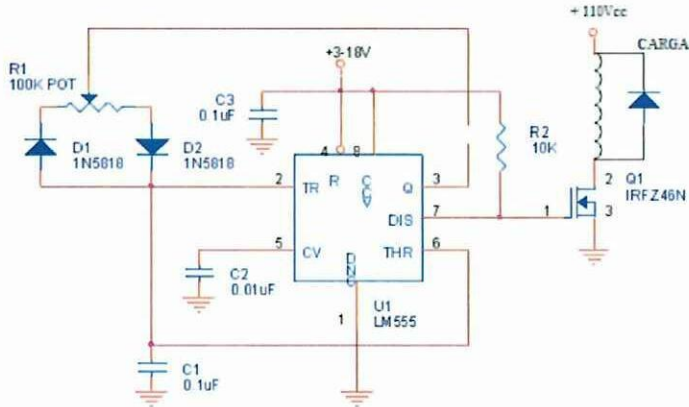 + 110Vcc
CARGA
+3-18V
R1
100K POT
C3
0.1uF
D1
1N5818
D2
1N5818
R2
10K
4
8
R
VCC
2
TR
Q
3
DIS
7
1
2
Q1
IRFZ46N
3
5
CV
THR
6
GND
C2
0.01uF
1
U1
LM555
C1
0.1uF